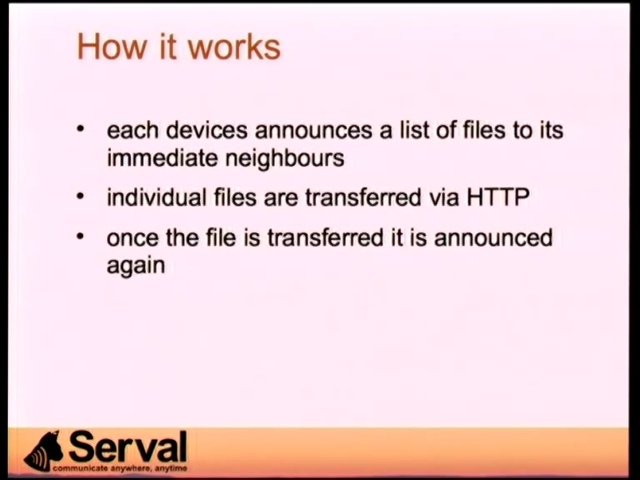 How it works
• each devices announces a list of files to its
immediate neighbours
• individual files are transferred via HTTP
• once the file is transferred it is announced
again
Serval
communicate anywhere, anytime